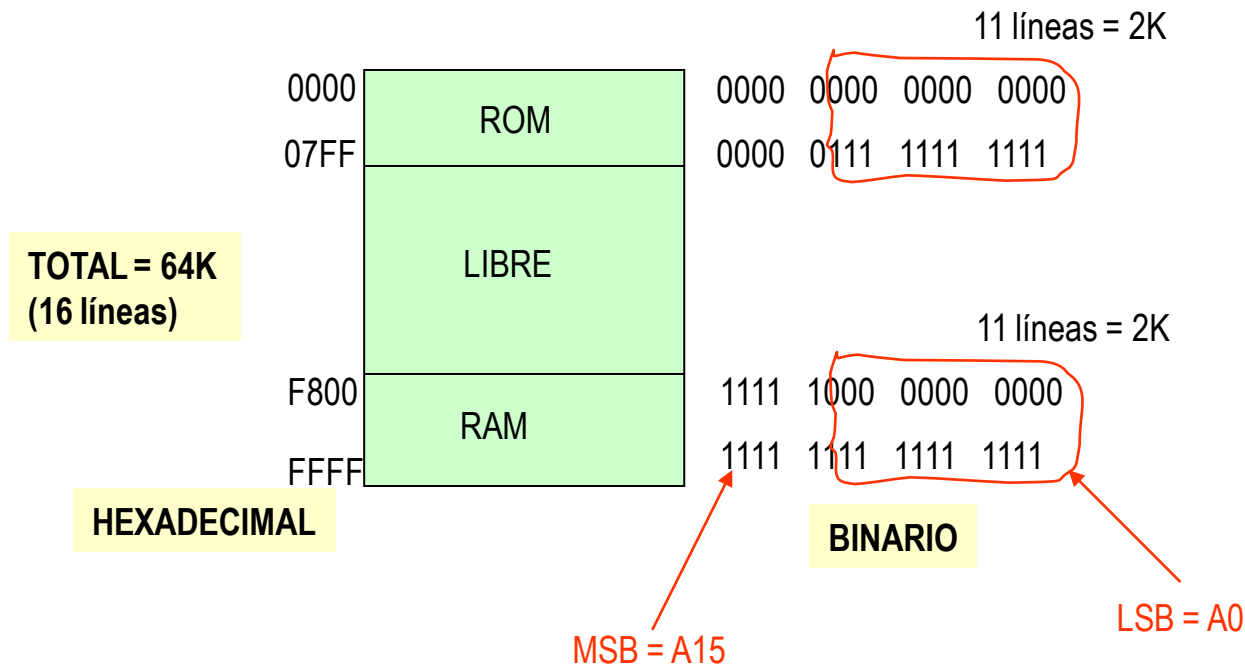 11 líneas = 2K
0000
ROM
0000 0000 0000 0000
07FF
0000 0111 1111 1111
TOTAL = 64K
(16 líneas)
LIBRE
11 líneas = 2K
F800
RAM
1111 1000 0000 0000
FFFF
1111 1111 1111 1111
HEXADECIMAL
BINARIO
MSB = A15
LSB = A0